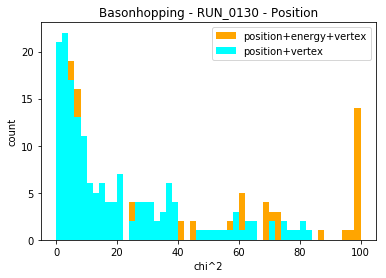 Basonhopping - RUN_0130 - Position
position+energy+vertex
position+vertex
count
20
15
10
5
0
0 20 40 60 80 100
chi^2